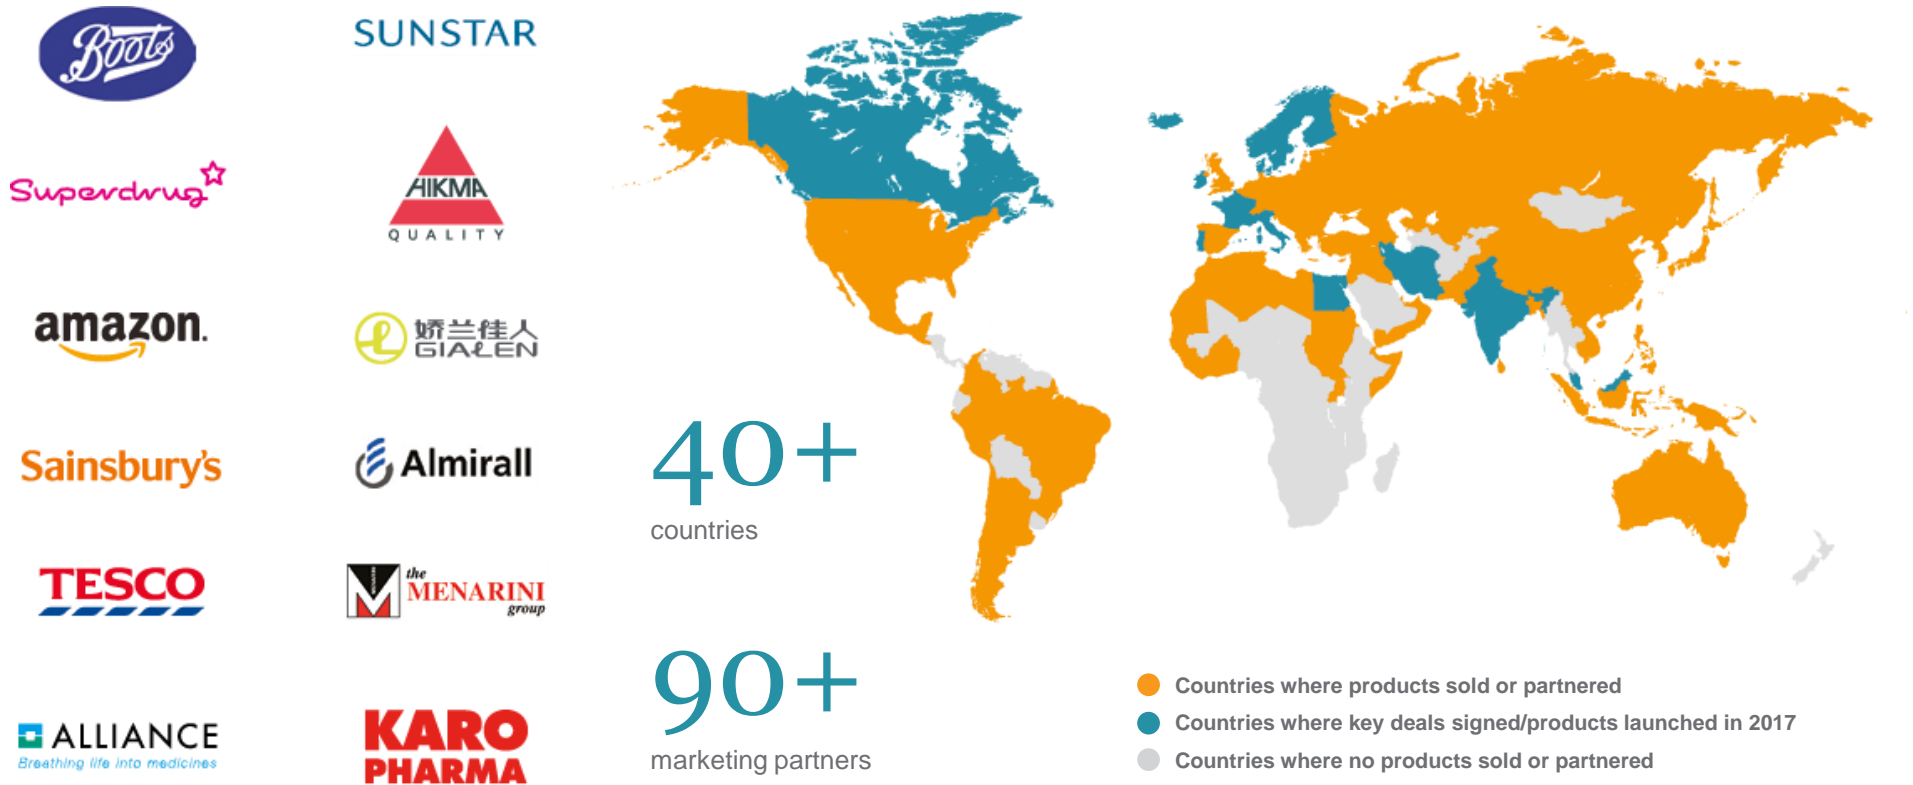 Boots
SUNSTAR
Superdrug
HIKMA
QUALITY
amazon.
娇兰佳人
GIALEN
Sainsbury's
Almirall
TESCO
the
MENARINI
group
ALLIANCE
Breathing life into medicines
KARO
PHARMA
40+
countries
90+
marketing partners
Countries where products sold or partnered
Countries where key deals signed/products launched in 2017
Countries where no products sold or partnered